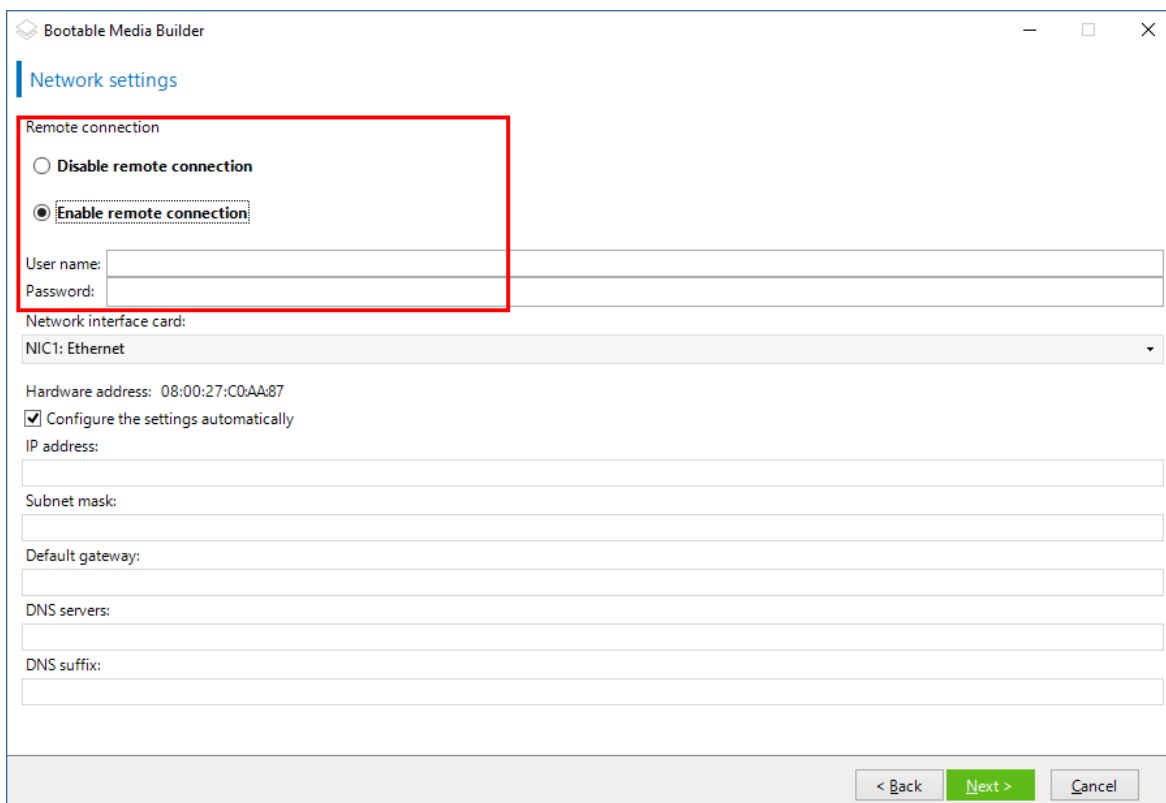 Bootable Media Builder
Network settings
Remote connection
Disable remote connection
Enable remote connection
User name:
Password:
Network interface card:
NIC1: Ethernet
Hardware address: 08:00:27:C0:AA:87
Configure the settings automatically
IP address:
Subnet mask:
Default gateway:
DNS servers:
DNS suffix:
< Back Next > Cancel